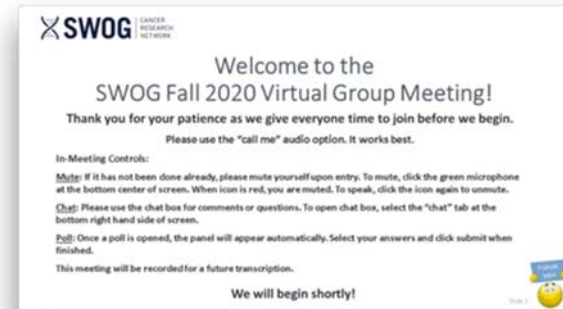 SWOG CANCER
RESEARCH
NETWORK
Welcome to the
SWOG Fall 2020 Virtual Group Meeting!
Thank you for your patience as we give everyone time to join before we begin.
Please use the "call me" audio option. It works best.
In-Meeting Controls:
Mute: If it has not been done already, please mute yourself upon entry. To mute, click the green microphone
at the bottom center of screen. When icon is red, you are muted. To speak, click the icon again to unmute.
Chat: Please use the chat box for comments or questions. To open chat box, select the "chat" tab at the
bottom right hand side of screen.
Poll: Once a poll is opened, the panel will appear automatically. Select your answers and click submit when
finished.
This meeting will be recorded for a future transcription.
We will begin shortly!
Slide 1